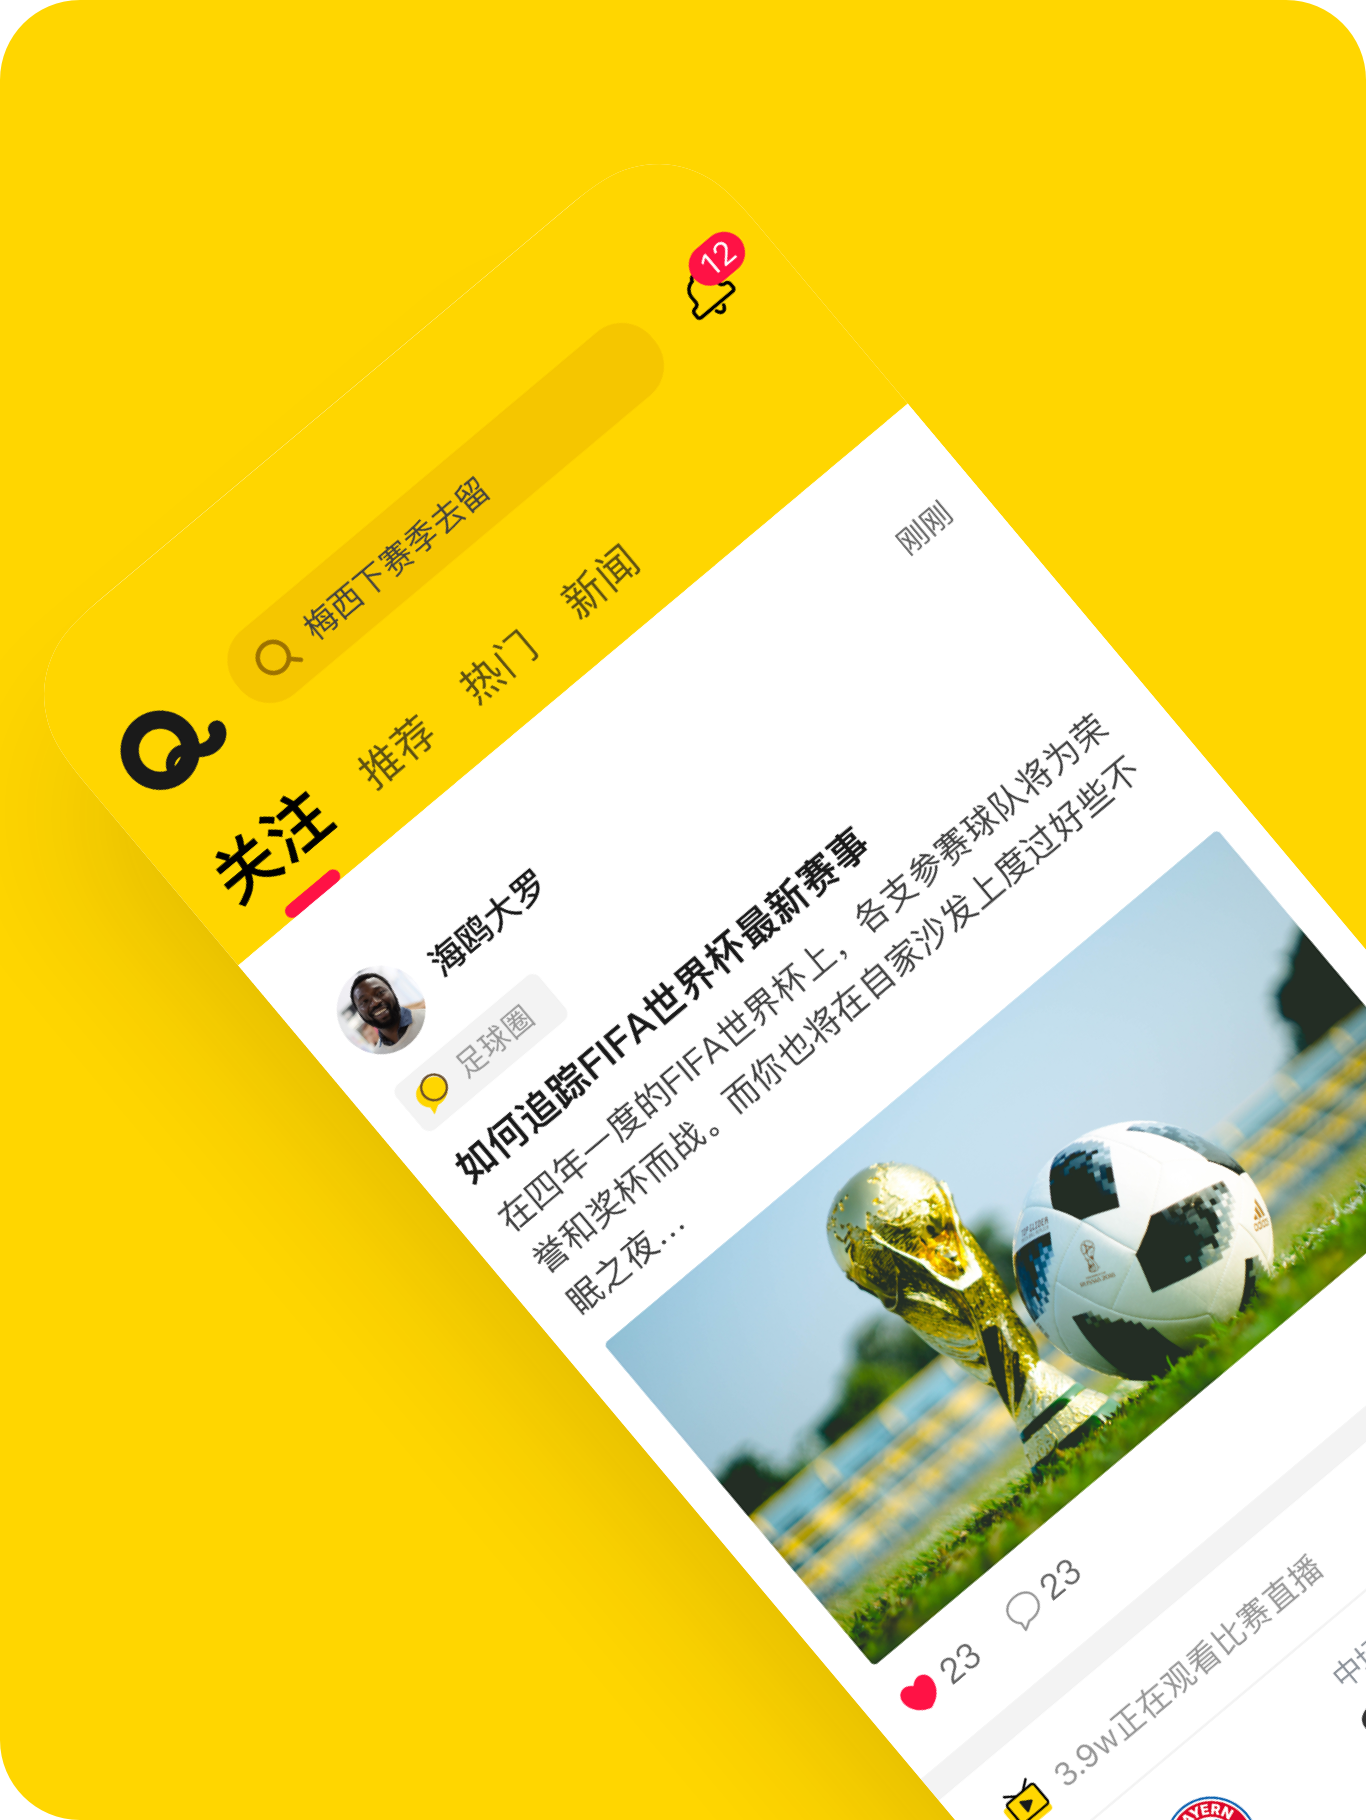 12
梅西下赛季去留
关注 推荐 热门 新闻
海鸥大罗
刚刚
足球圈
如何追踪FIFA世界杯最新赛事
在四年一度的FIFA世界杯上，各支参赛球队将为荣
誉和奖杯而战。而你也将在自家沙发上度过好些不
眠之夜...
23 23
3.9w正在观看比赛直播
中
AYERN